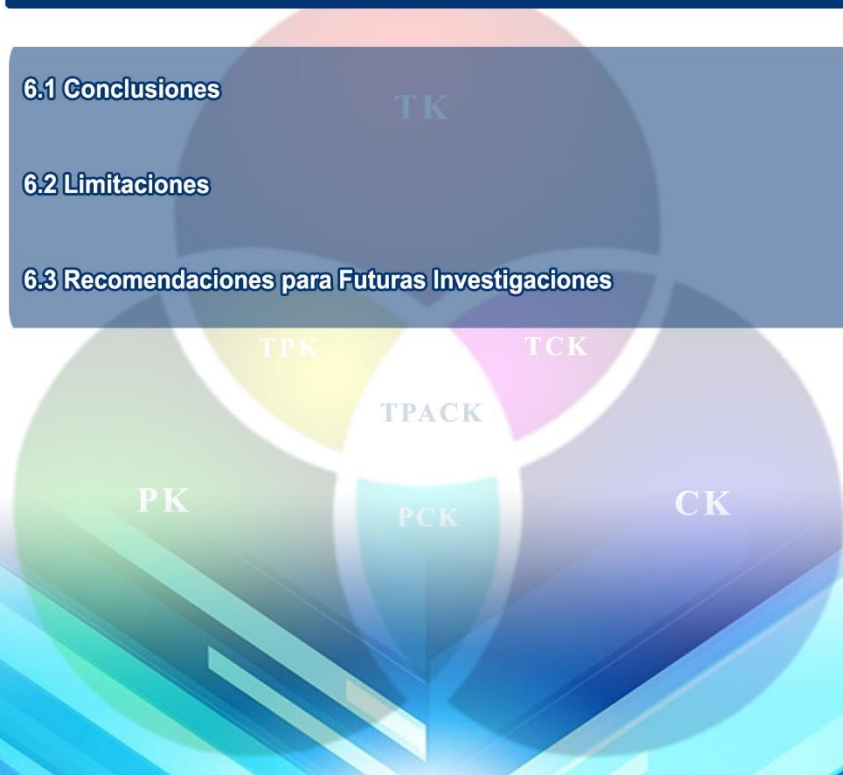 6.1 Conclusiones
TK
6.2 Limitaciones
6.3 Recomendaciones para Futuras Investigaciones
TPK TCK
TPACK
PK CK
PCK